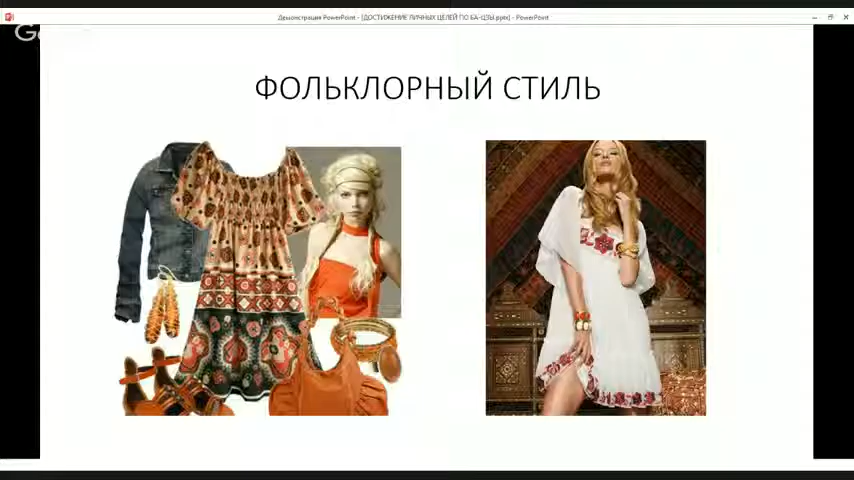 Демонстрация PowerPoint - [ДОСТИЖЕНИЕ ЛИЧНЫХ ЦЕЛЕЙ ПО БА-ЦЗЫ.pptx] - PowerPoint
ФОЛЬКЛОРНЫЙ СТИЛЬ